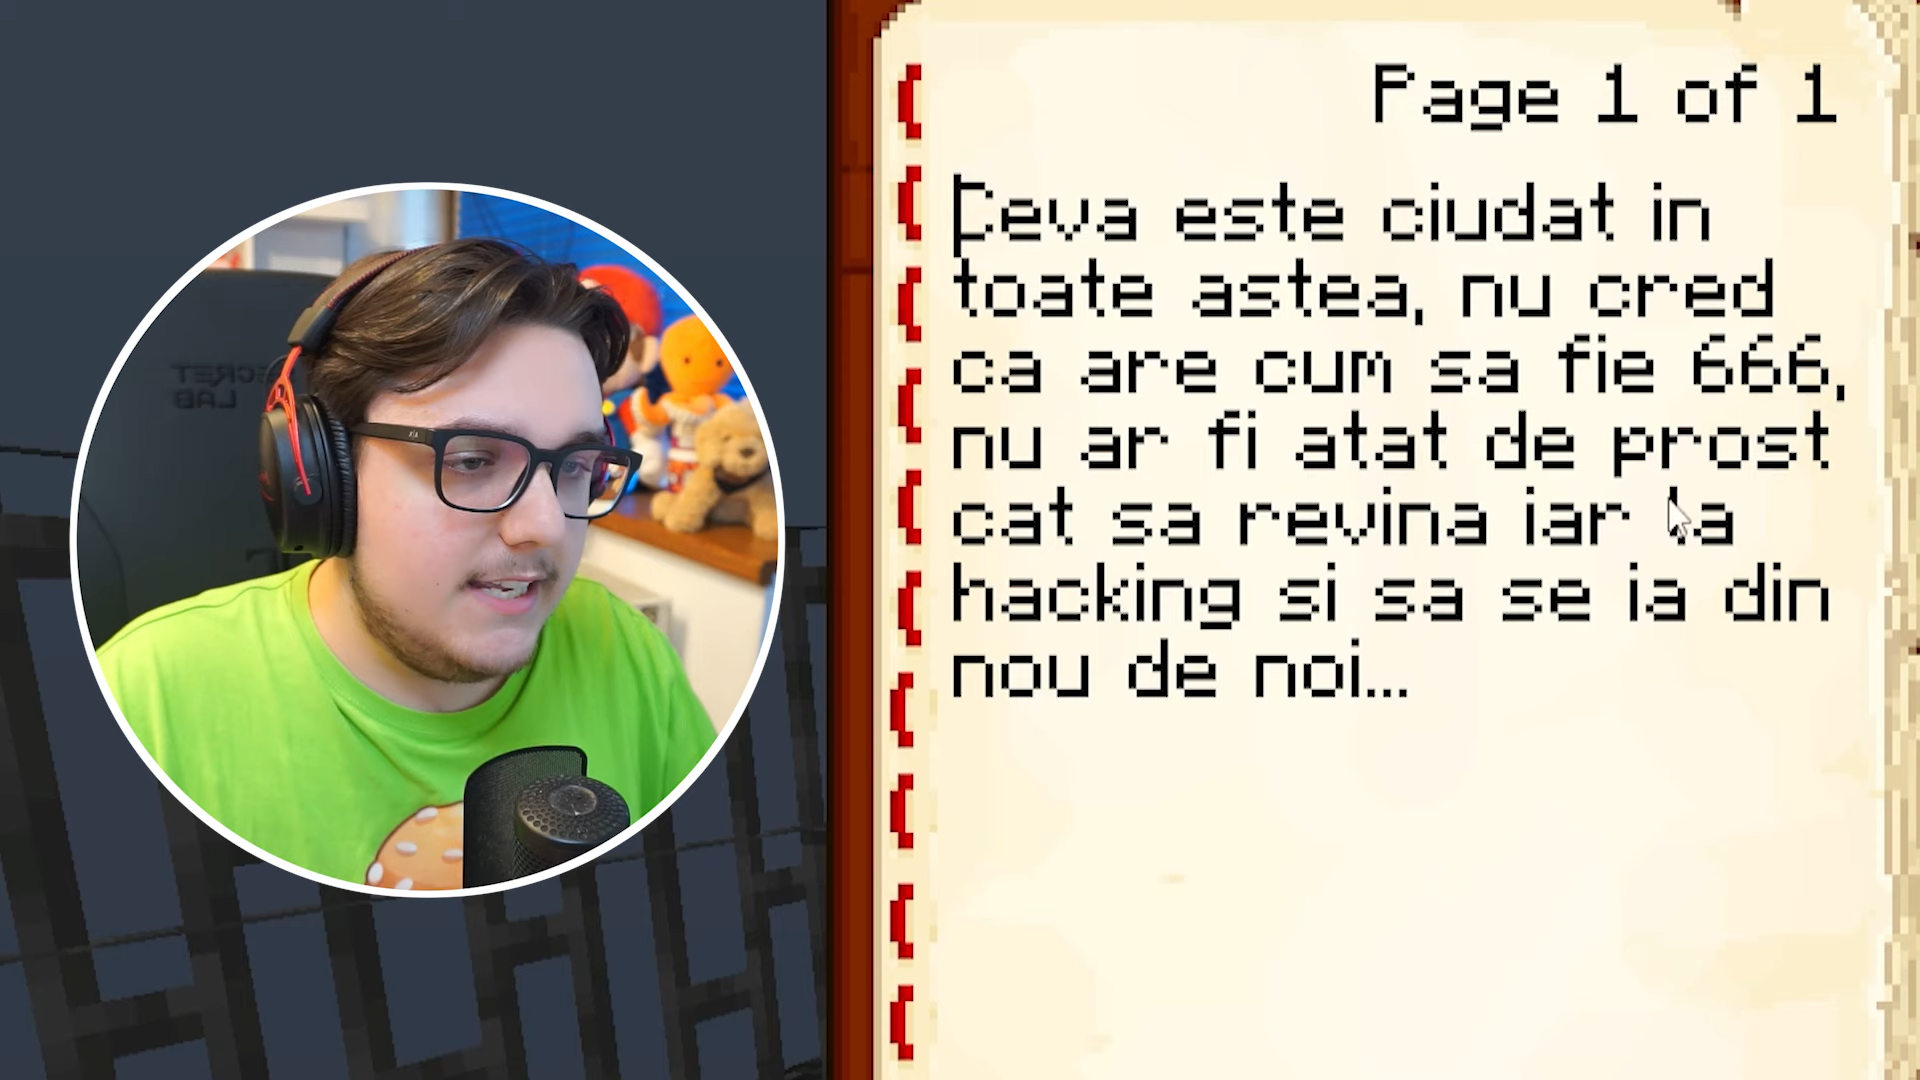 Page 1 of 1
Ceva este ciudat in
toate astea, nu cred
ca are cum sa fie 666,
nu ar fi atat de prost
cat sa revina iar la
hacking si sa se ia din
nou de noi...
SECRET
LAB